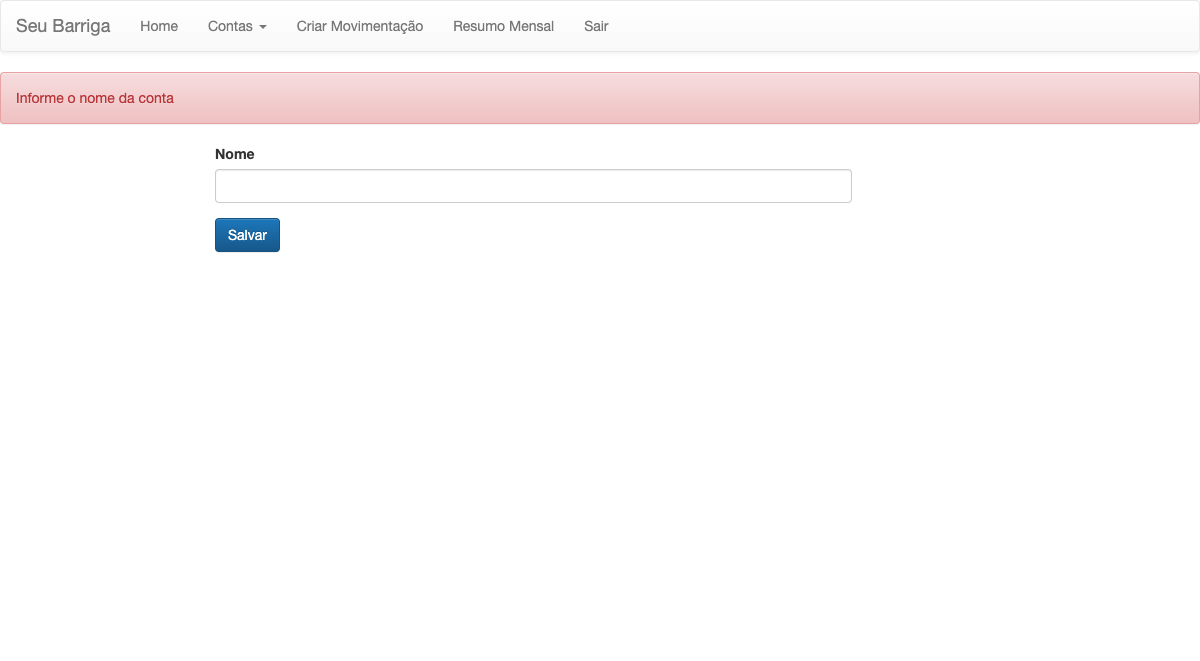 Seu Barriga Home Contas Criar Movimentação Resumo Mensal Sair
Informe o nome da conta
Nome
Salvar